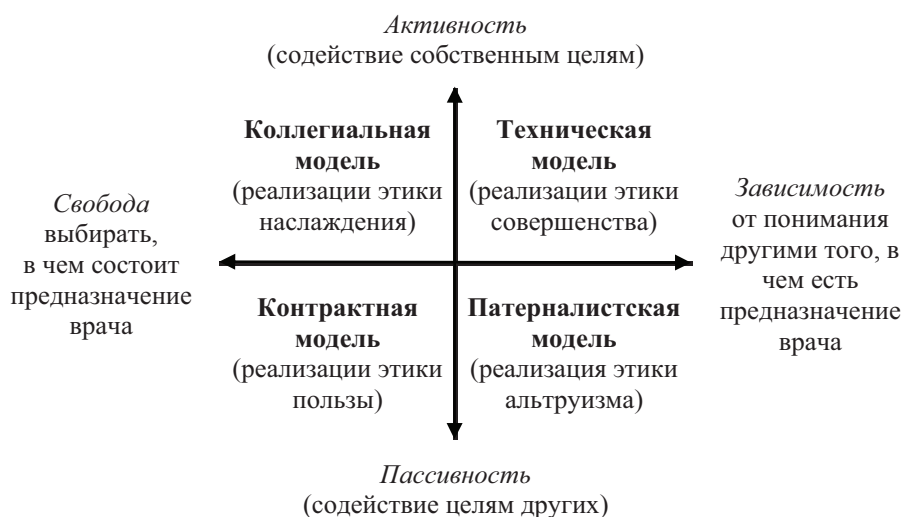 Активность
(содействие собственным целям)
Коллегиальная
модель
(реализации этики
наслаждения)
Техническая
модель
(реализации этики
совершенства)
Свобода
выбирать,
в чем состоит
предназначение
врача
Зависимость
от понимания
другими того, в
чем есть
предназначение
врача
Контрактная
модель
(реализации этики
пользы)
Патерналистская
модель
(реализация этики
альтруизма)
Пассивность
(содействие целям других)